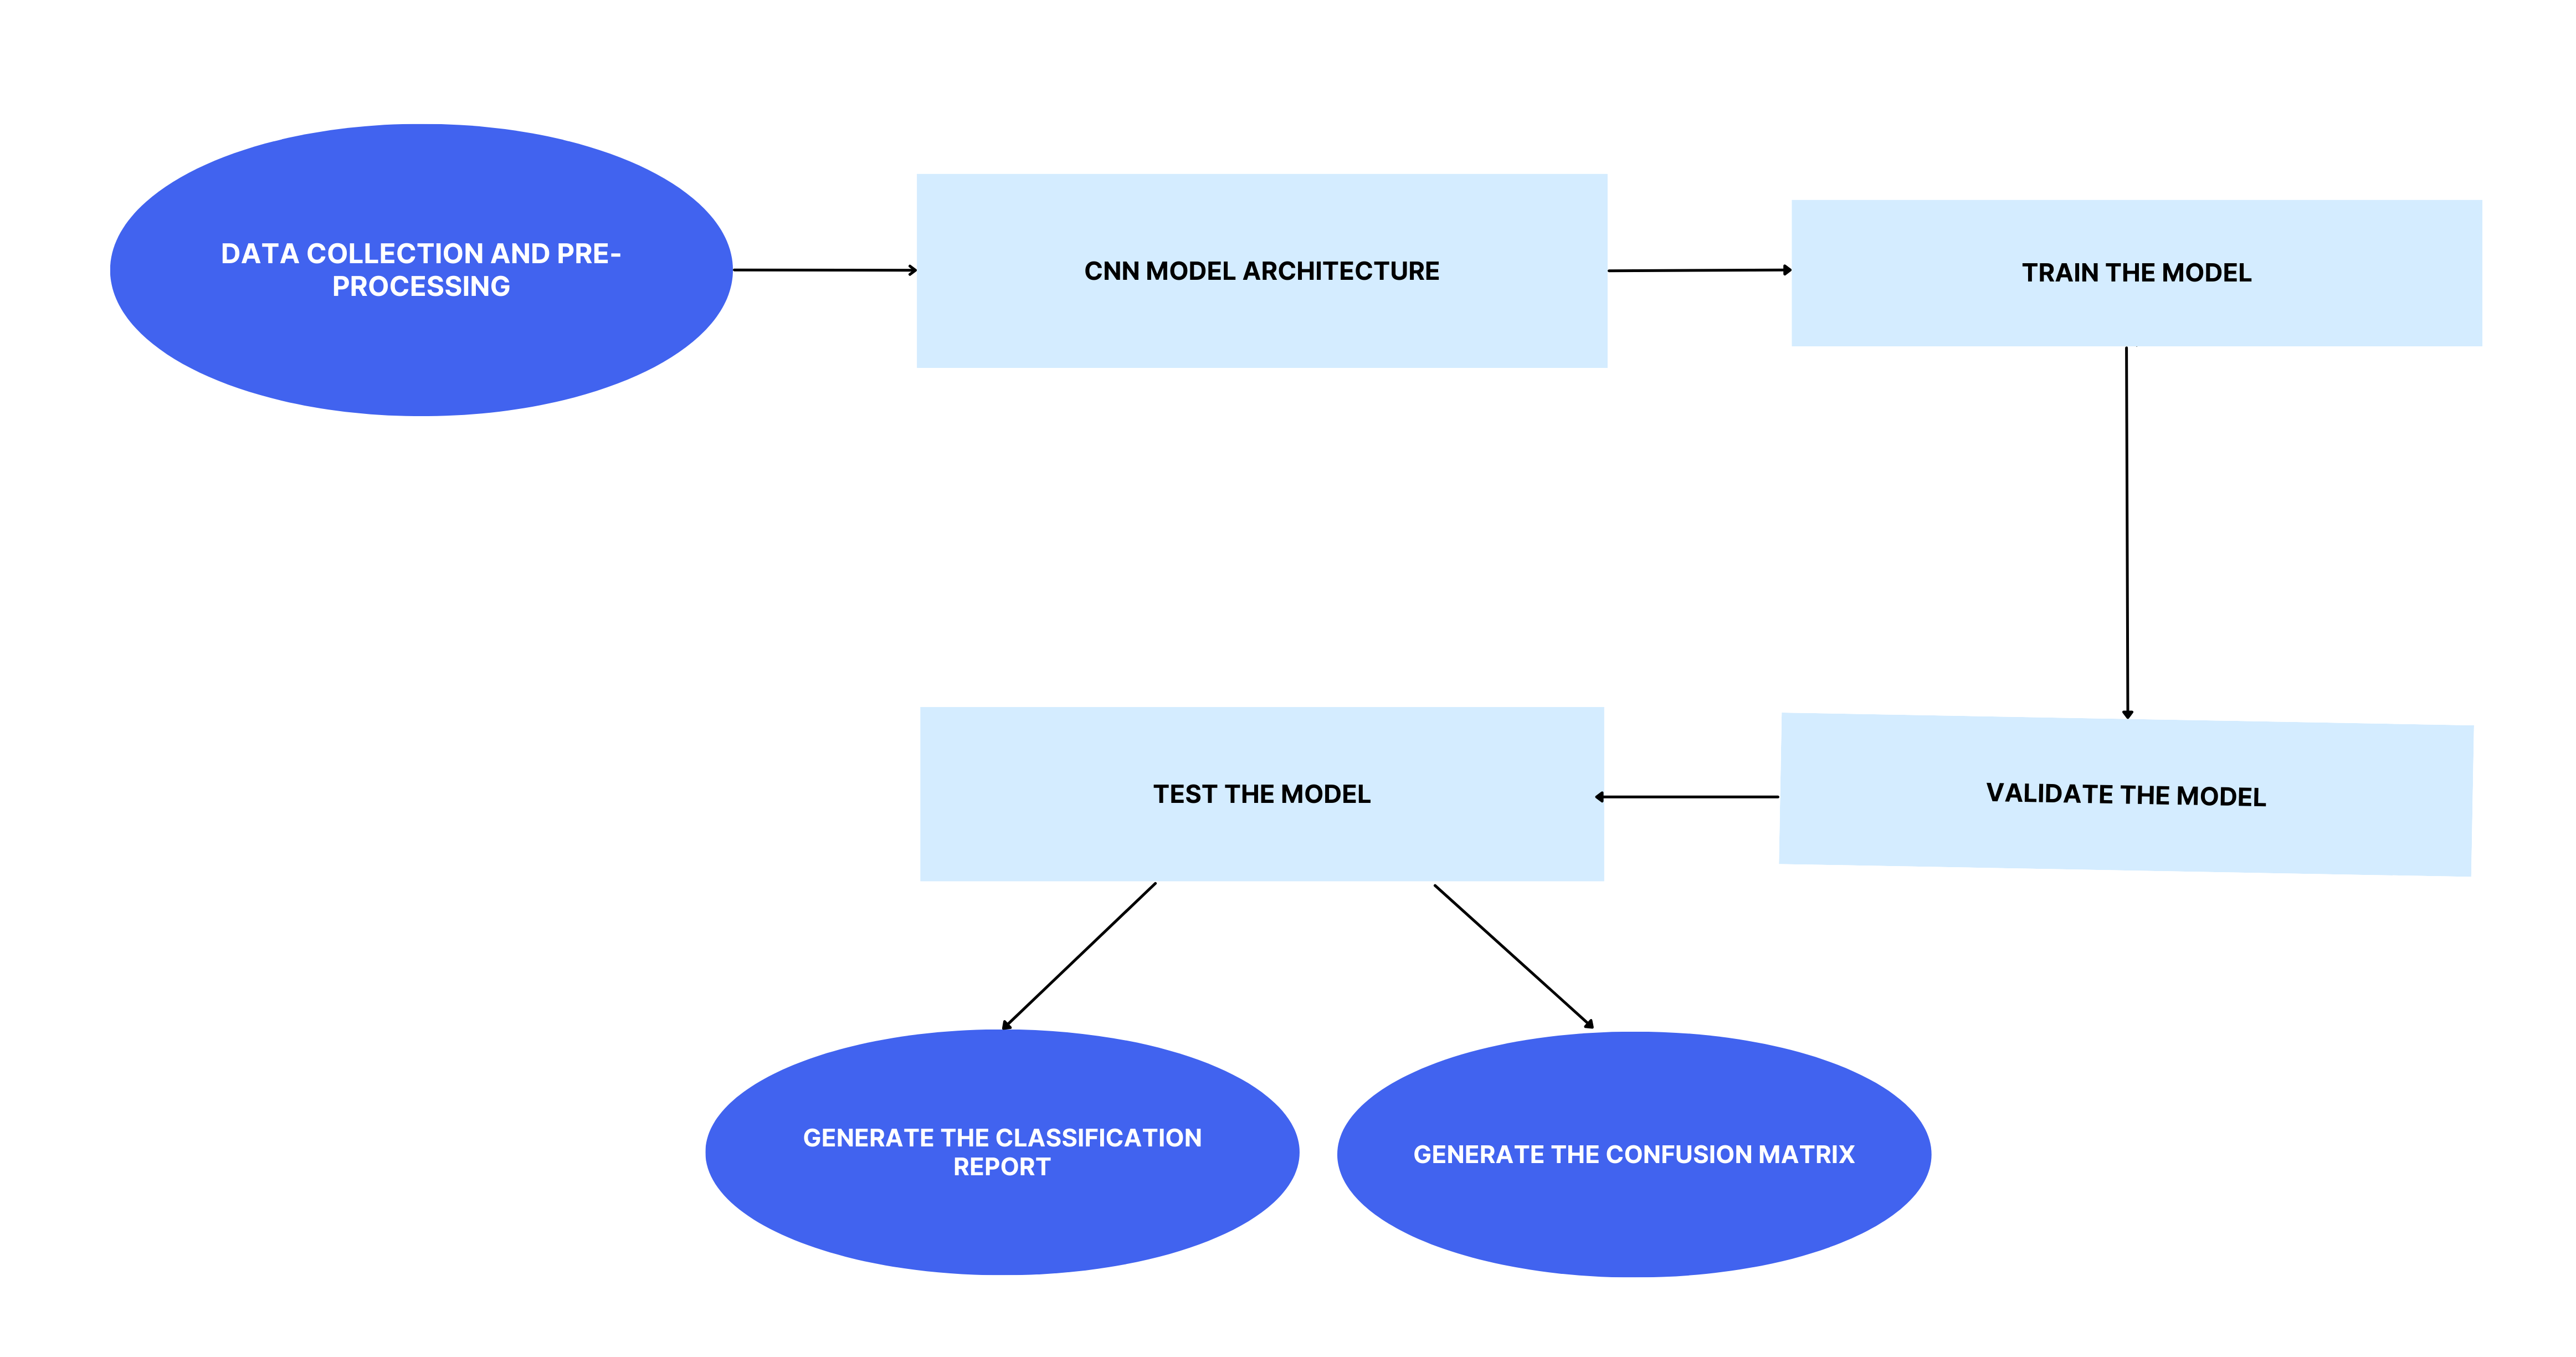 DATA COLLECTION AND PRE-
PROCESSING
CNN MODEL ARCHITECTURE
TRAIN THE MODEL
VALIDATE THE MODEL
TEST THE MODEL
GENERATE THE CLASSIFICATION
REPORT
GENERATE THE CONFUSION MATRIX